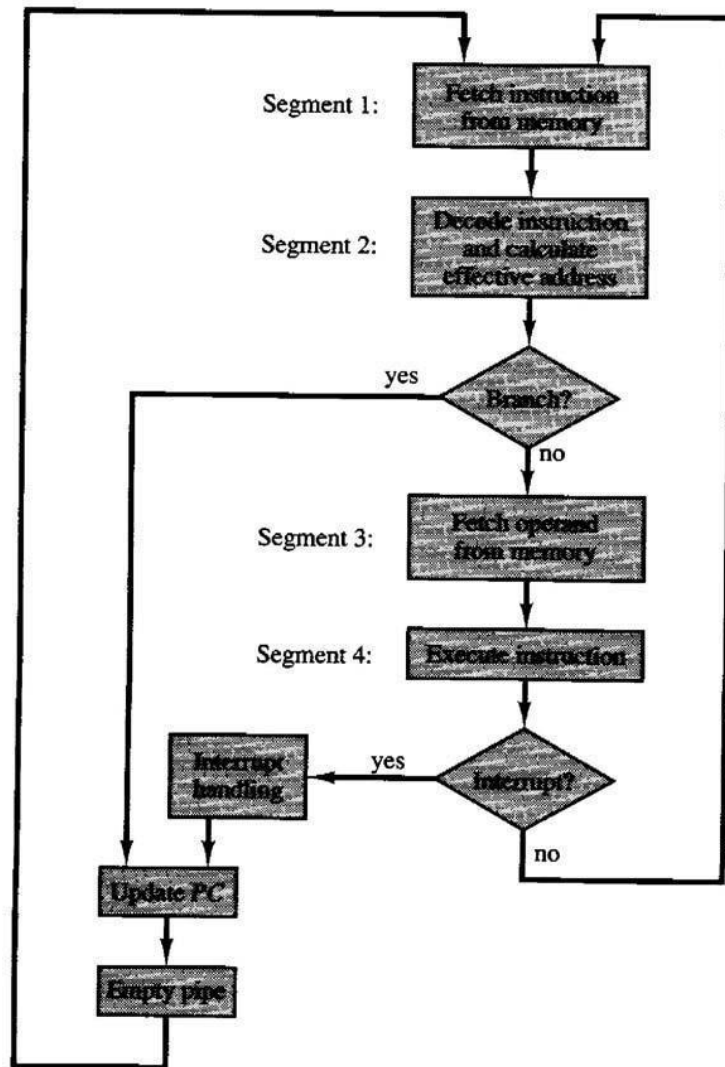 Segment 1:
Fetch instruction
from memory
Segment 2:
Decode instruction
and calculate
effective address
Branch?
yes
no
Segment 3:
Fetch operand
from memory
Segment 4:
Execute instruction
Interrupt?
yes
no
Interrupt
handling
Update PC
Empty pipe